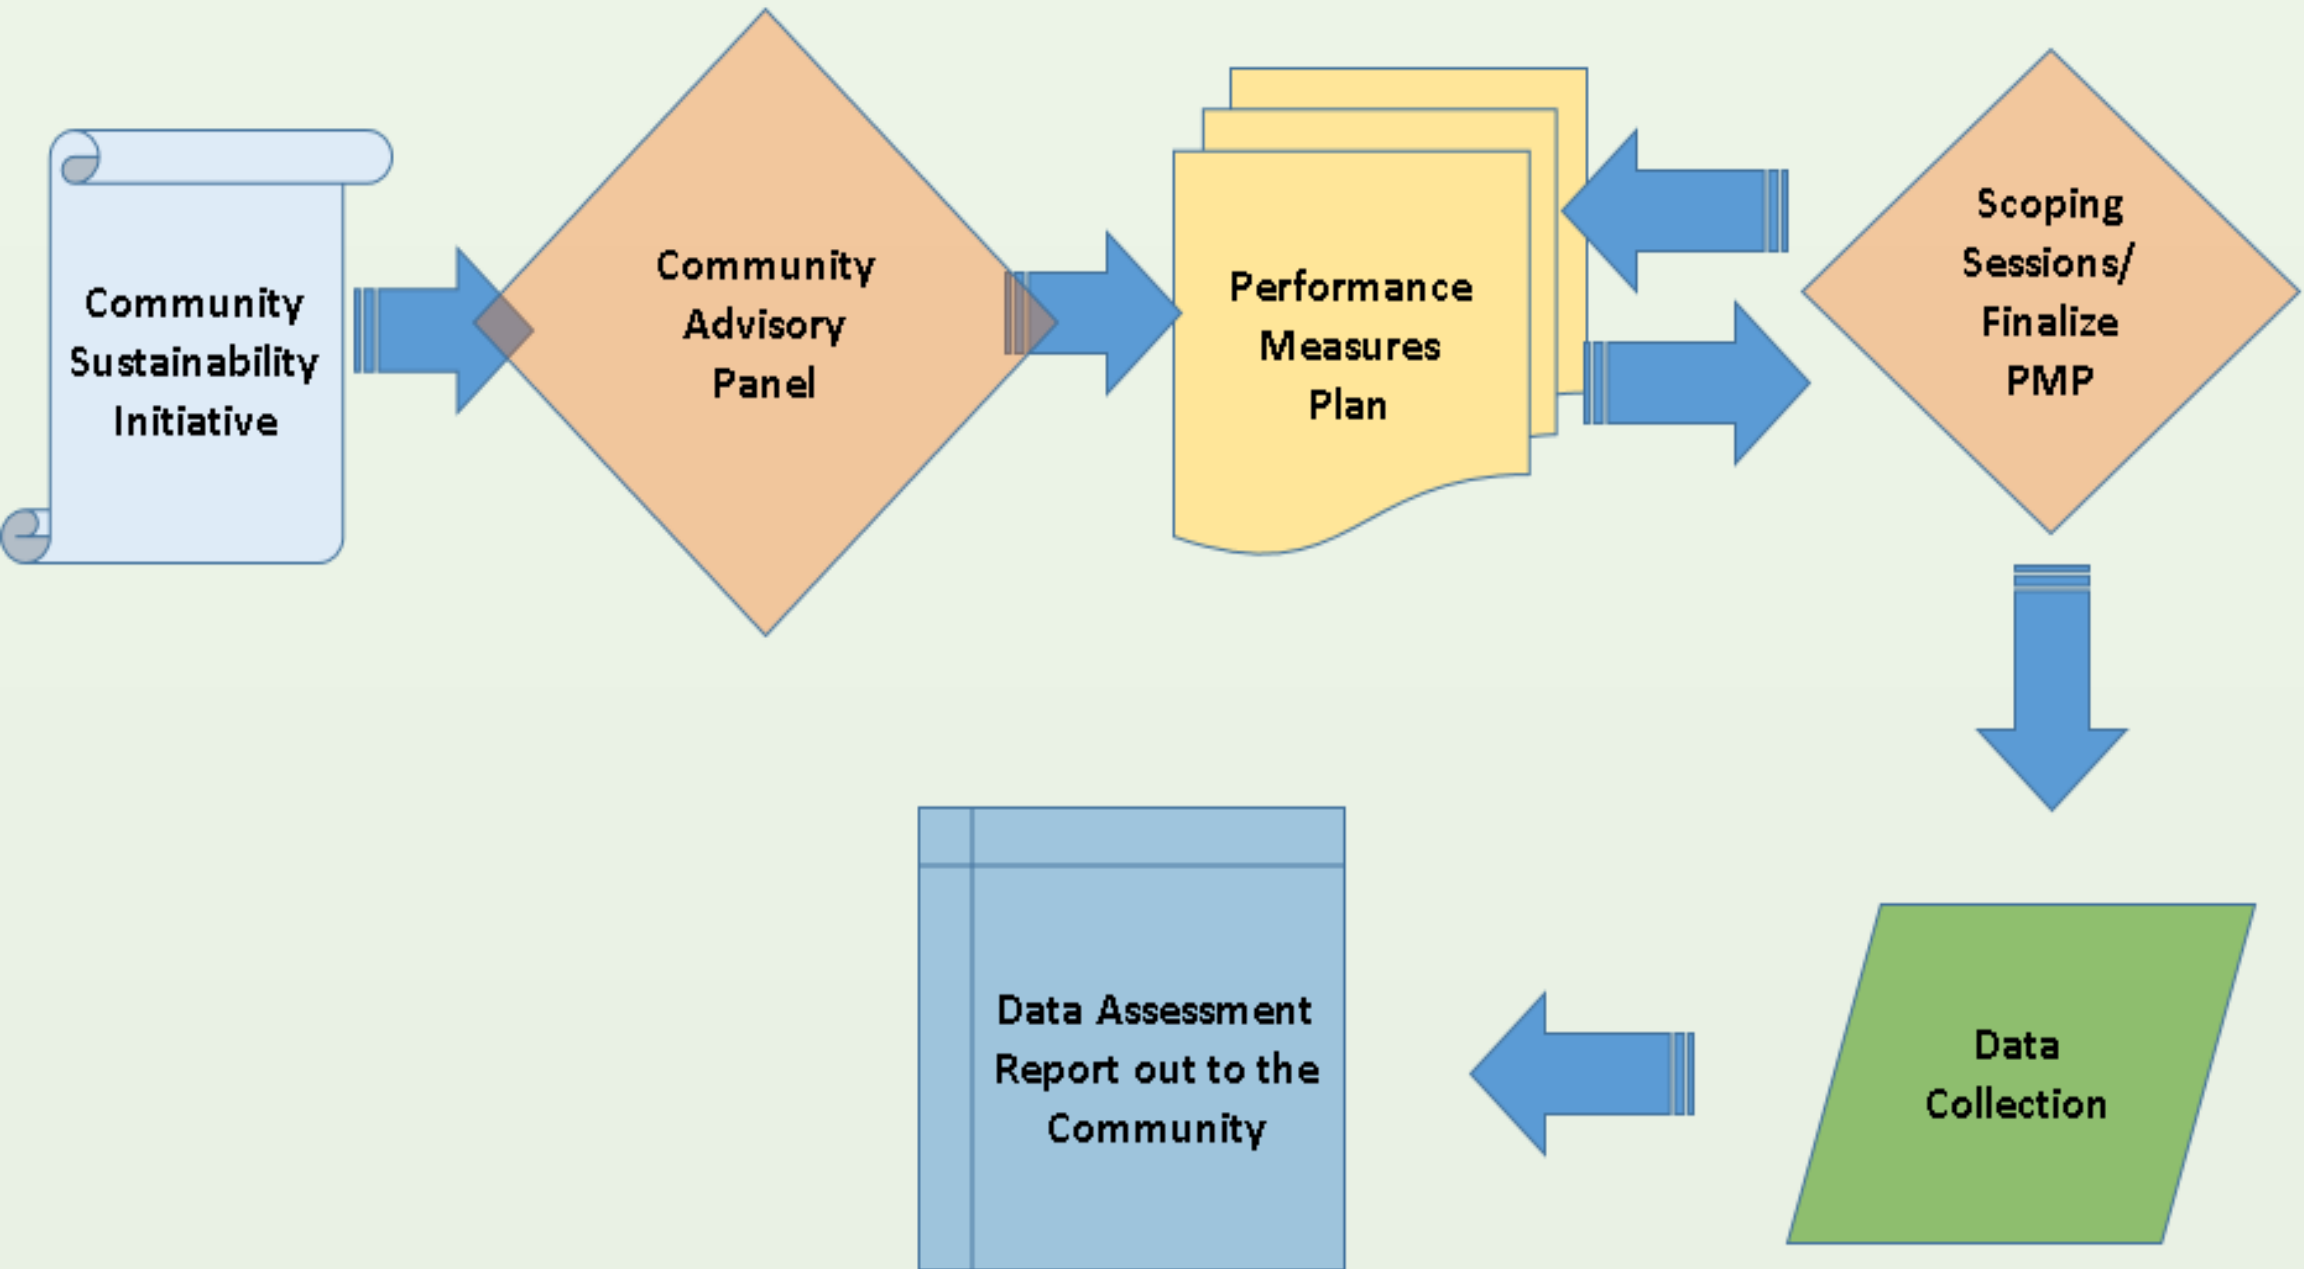 Community
Sustainability
Initiative
Community
Advisory
Panel
Performance
Measures
Plan
Scoping
Sessions/
Finalize
PMP
Data
Collection
Data Assessment
Report out to the
Community